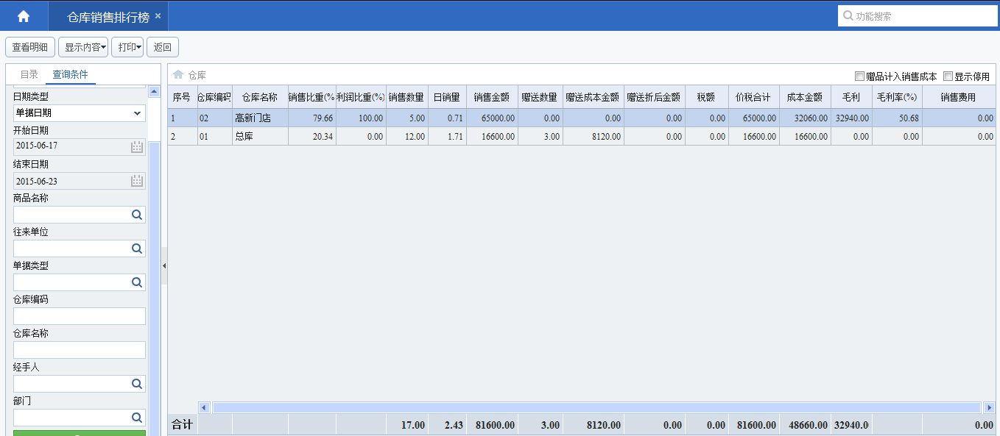 仓库销售排行榜 ×
功能搜索
查看明细 显示内容 打印 返回
目录 查询条件
日期类型
单据日期
开始日期
2015-06-17
结束日期
2015-06-23
商品名称
往来单位
单据类型
仓库编码
仓库名称
经手人
部门
仓库
赠品计入销售成本 显示停用
序号 仓库编码 仓库名称 销售比重(% 利润比重(%) 销售数量 日销量 销售金额 赠送数量 赠送成本金额 赠送折后金额 税额 价税合计 成本金额 毛利 毛利率(%) 销售费用
1 02 高新门店 79.66 100.00 5.00 0.71 65000.00 0.00 0.00 0.00 0.00 65000.00 32060.00 32940.00 50.68 0.00
2 01 总库 20.34 0.00 12.00 1.71 16600.00 3.00 8120.00 0.00 0.00 16600.00 16600.00 0.00 0.00 0.00
合计 17.00 2.43 81600.00 3.00 8120.00 0.00 0.00 81600.00 48660.00 32940.0 0.00